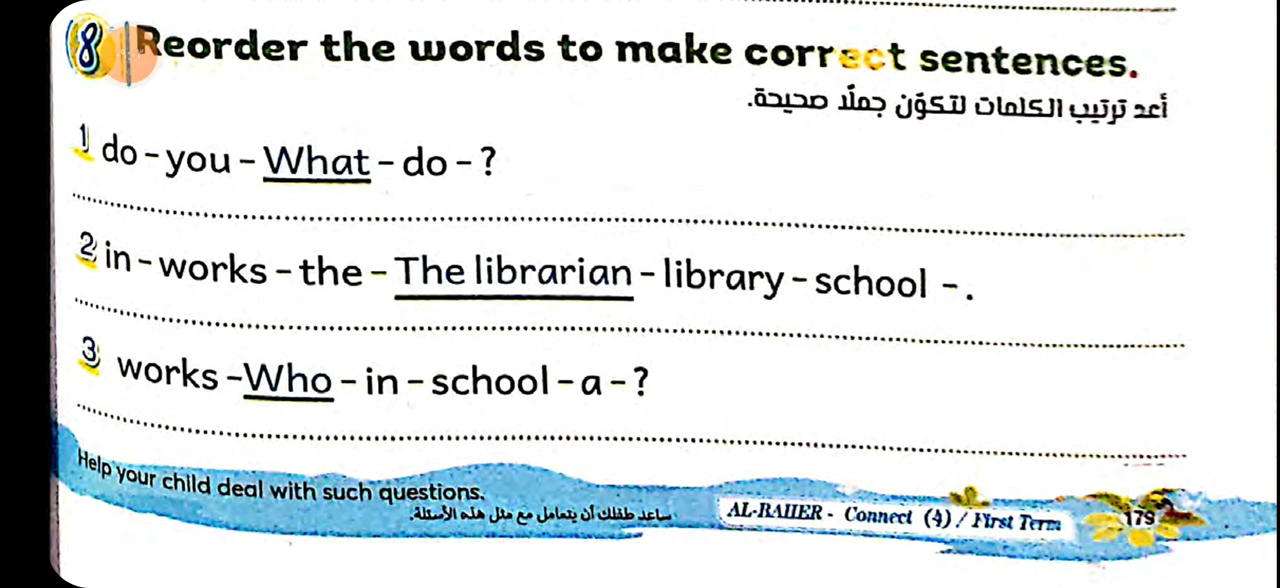 8 Reorder the words to make correct sentences.
أعد ترتيب الكلمات لتكوّن جملًا صحيحة.
1 do - you - What - do - ?
2 in - works - the - The librarian - library - school - .
3 works - Who - in - school - a - ?
Help your child deal with such questions.
ساعد طفلك أن يتعامل مع مثل هذه الأسئلة.
AL-RAHER - Connect (4) / First Term
179